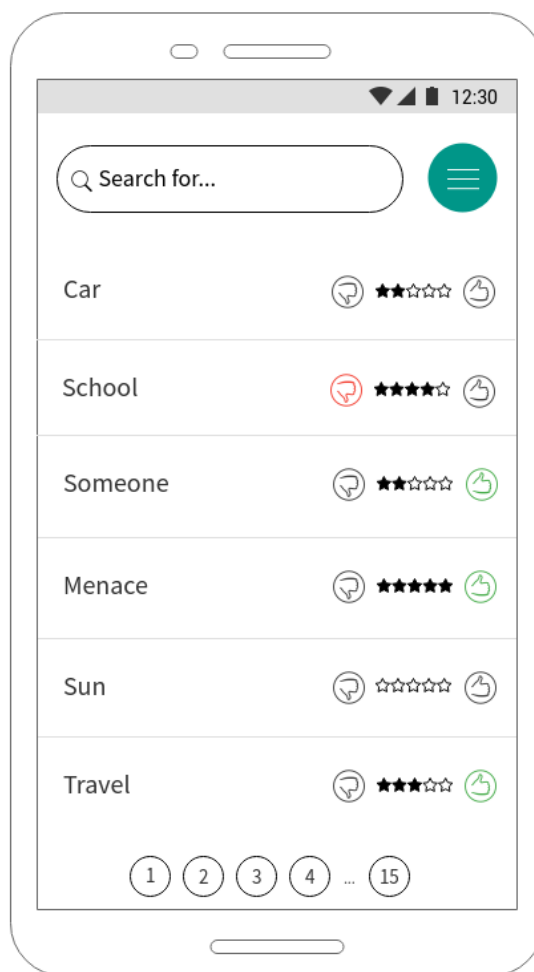 12:30
Search for...
Car
School
Someone
Menace
Sun
Travel
1 2 3 4 ... 15